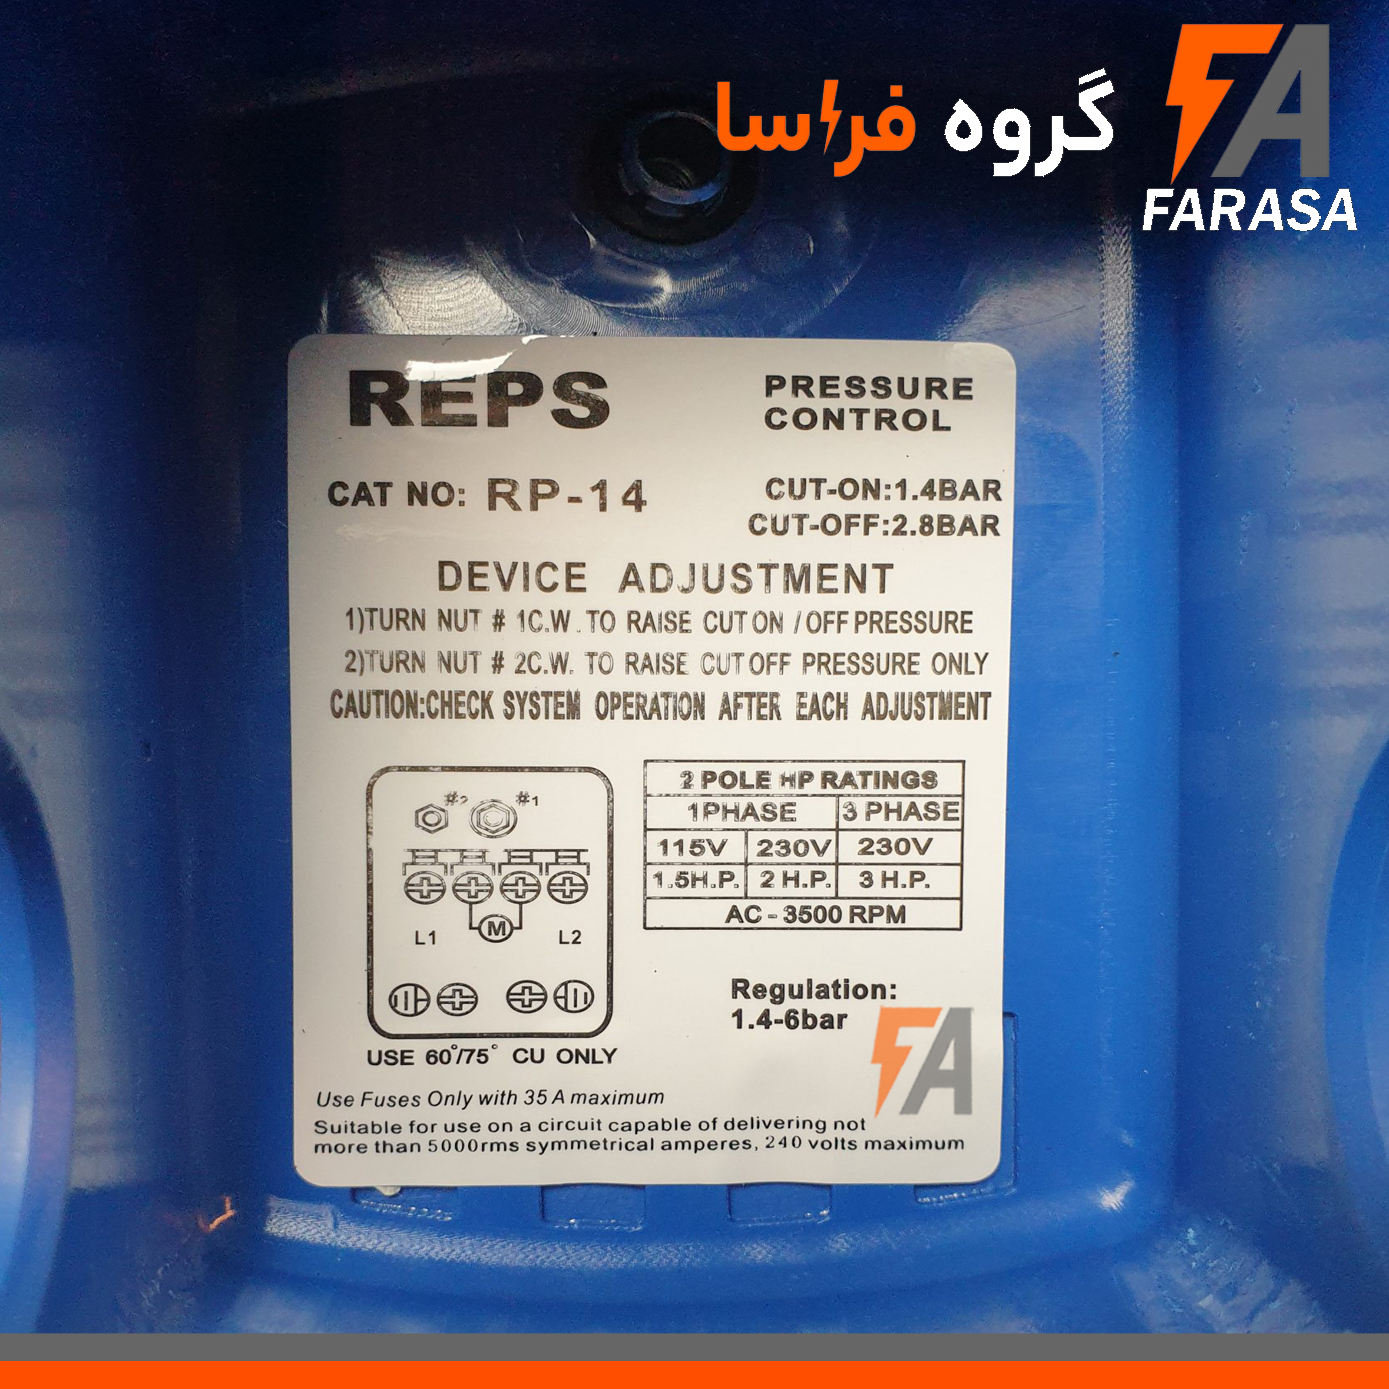 FA
گروه فراسا
FARASA
REPS
PRESSURE
CONTROL
CAT NO: RP-14
CUT-ON:1.4BAR
CUT-OFF:2.8BAR
DEVICE ADJUSTMENT
1)TURN NUT # 1C.W. TO RAISE CUT ON / OFF PRESSURE
2)TURN NUT # 2C.W. TO RAISE CUT OFF PRESSURE ONLY
CAUTION:CHECK SYSTEM OPERATION AFTER EACH ADJUSTMENT
#2 #1
M
L1 L2
USE 60°/75° CU ONLY
2 POLE HP RATINGS
1PHASE 3 PHASE
115V 230V 230V
1.5H.P. 2 H.P. 3 H.P.
AC - 3500 RPM
Regulation:
1.4-6bar
FA
Use Fuses Only with 35 A maximum
Suitable for use on a circuit capable of delivering not
more than 5000rms symmetrical amperes, 240 volts maximum